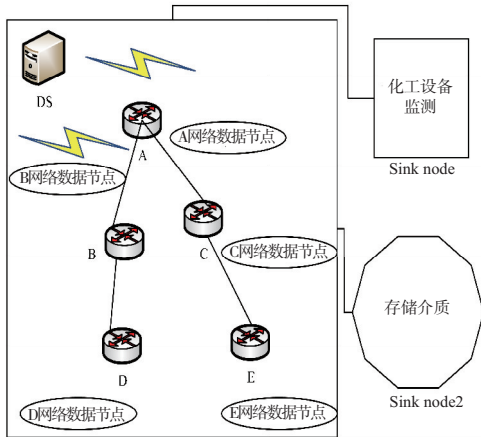 DS
A
A网络数据节点
B网络数据节点
B
C
C网络数据节点
D
E
D网络数据节点
E网络数据节点
化工设备
监测
Sink node
存储介质
Sink node2